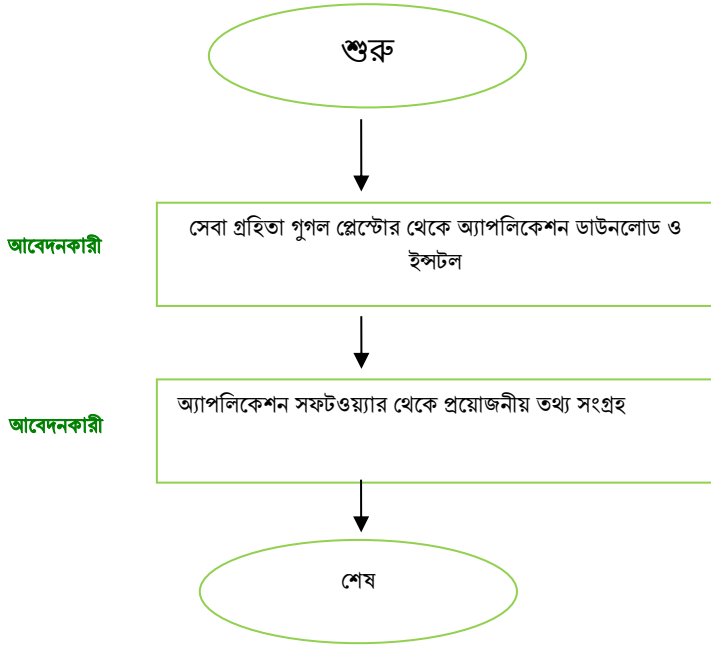 শুরু
আবেদনকারী
সেবা গ্রহিতা গুগল প্লেস্টোর থেকে অ্যাপলিকেশন ডাউনলোড ও
ইন্সটল
আবেদনকারী
অ্যাপলিকেশন সফটওয়্যার থেকে প্রয়োজনীয় তথ্য সংগ্রহ
শেষ